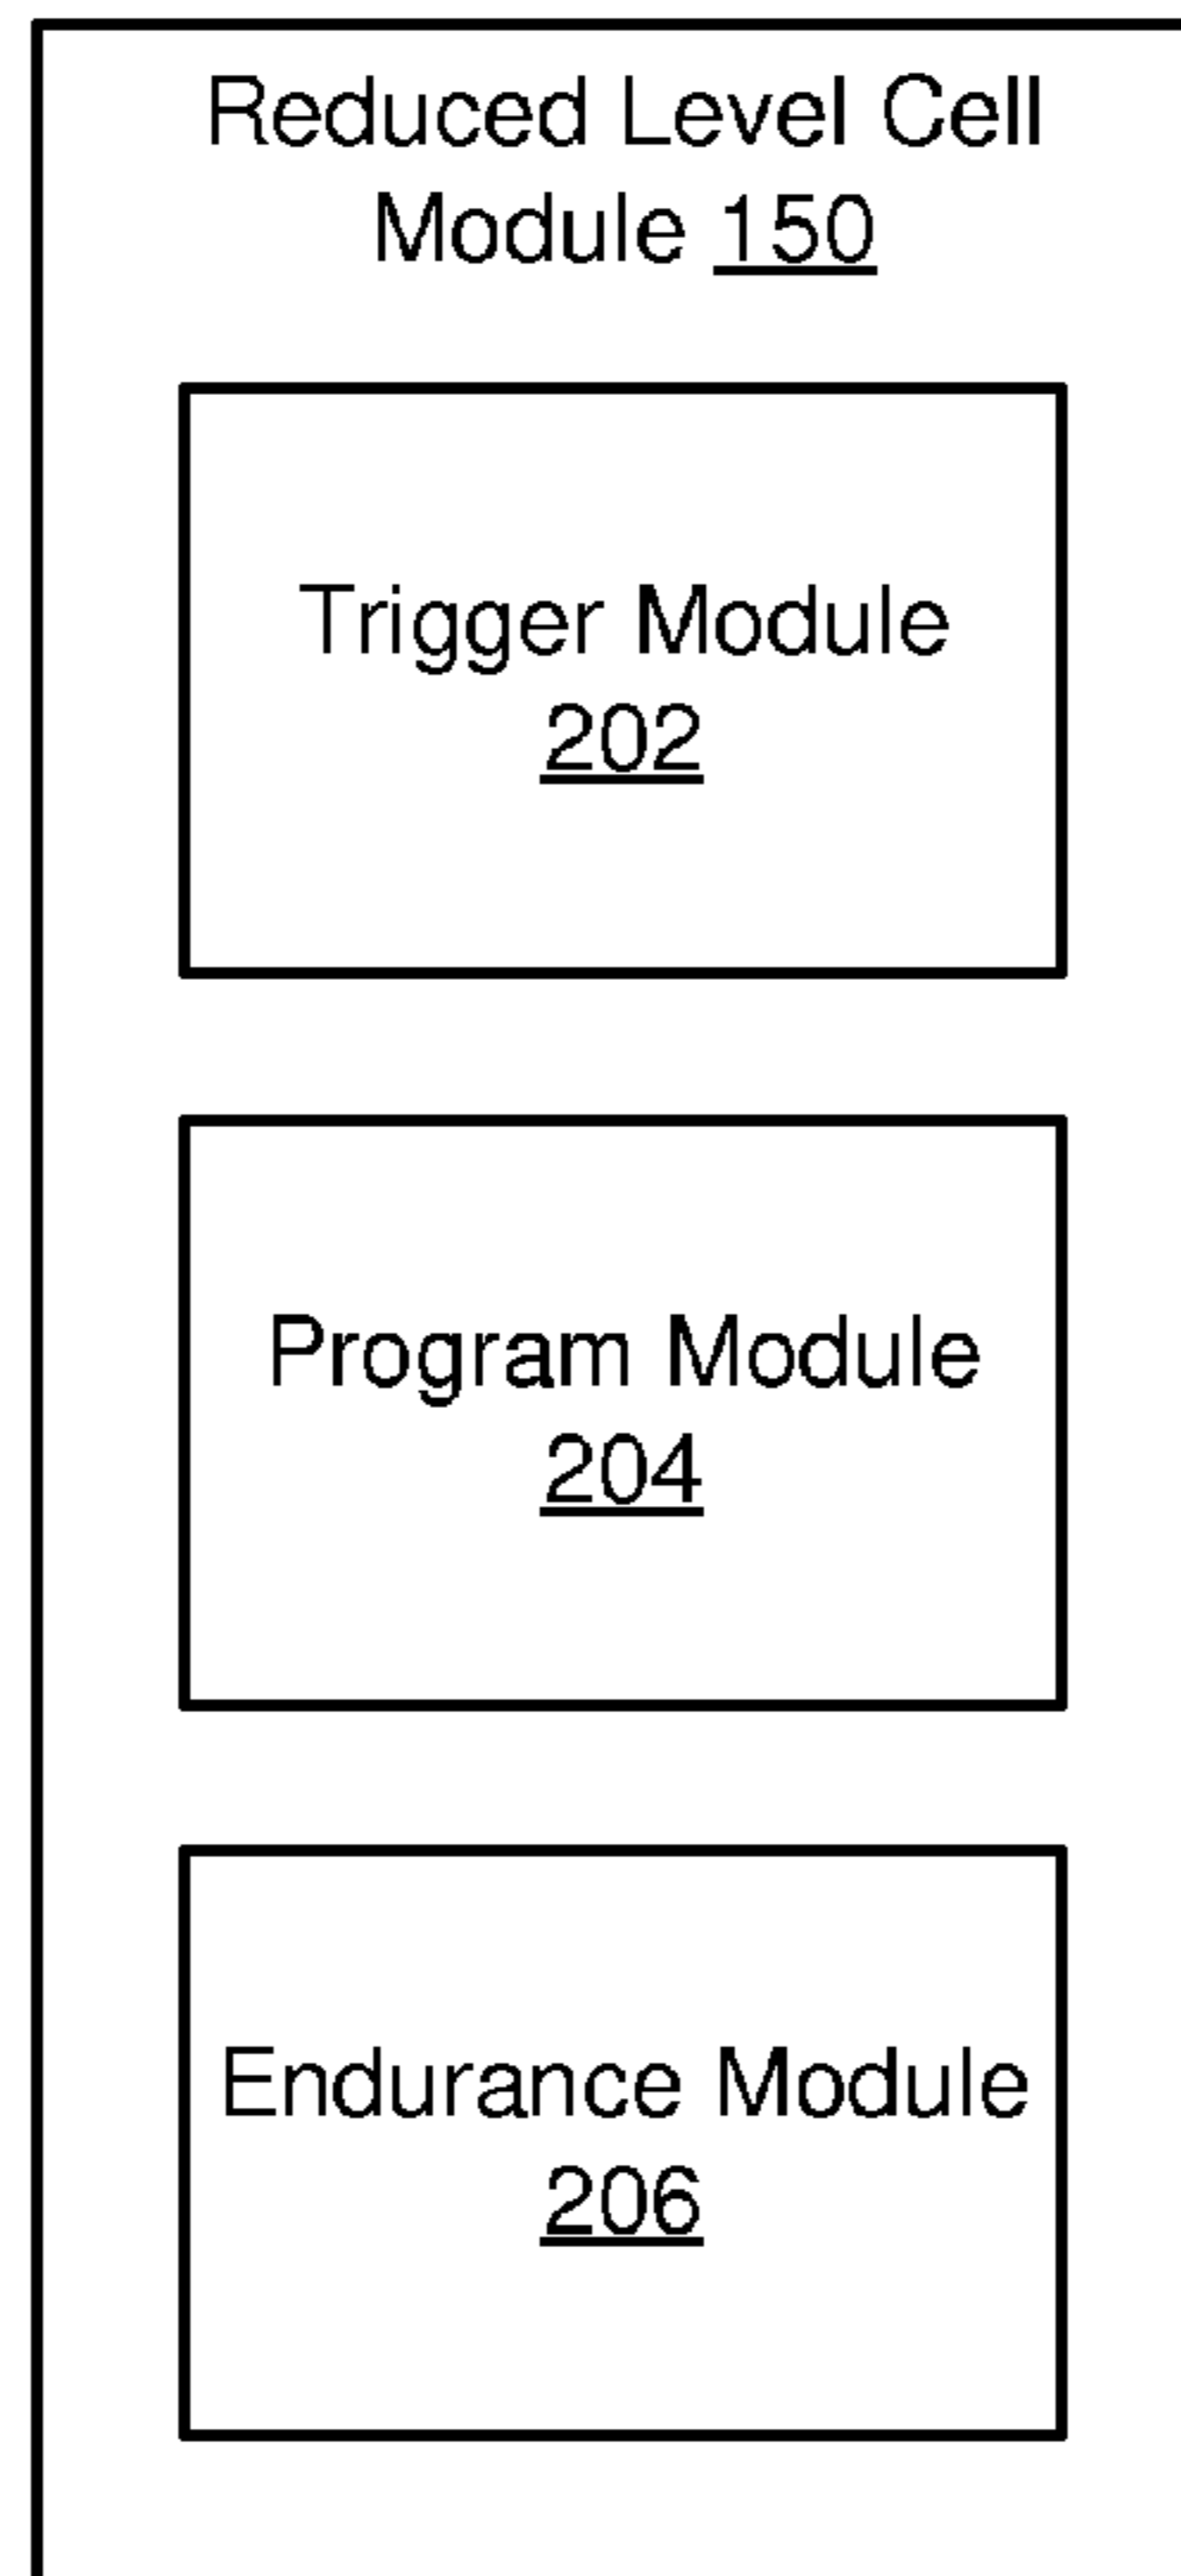 Reduced Level Cell
Module 150
Trigger Module
202
Program Module
204
Endurance Module
206